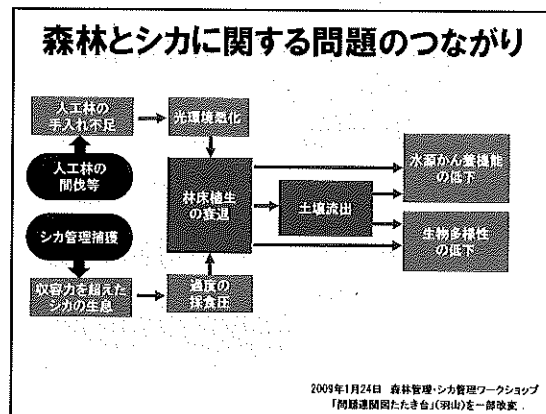 森林とシカに関する問題のつながり
人工林の
手入れ不足
光環境悪化
人工林の
間伐等
林床植生
の衰退
土壌流出
水源かん養機能
の低下
シカ管理捕獲
生物多様性
の低下
収容力を超えた
シカの生息
過度の
採食圧
2009年1月24日 森林管理・シカ管理ワークショップ
「問題連関図たたき台」(羽山)を一部改変